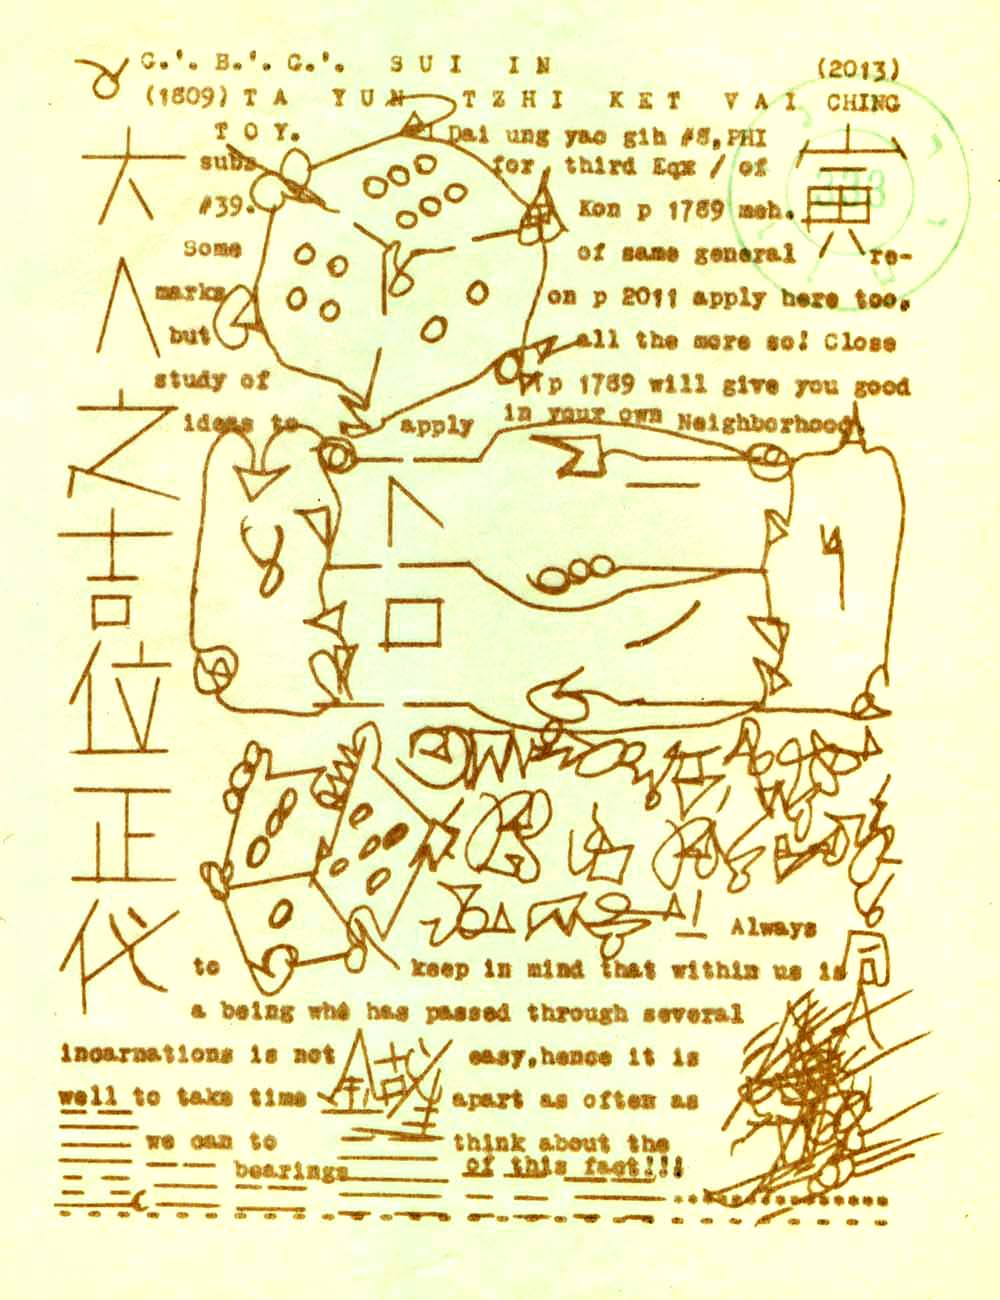 G.'. B.'. G.'. SUI IN (2013)
(1809) TA YUN TZHI KET VAI CHING
TOY. Dai ung yao gih #8, PHI
subs for third Eqx / of
#39. Kon p 1789 meh.
Some of same general re-
marks on p 2011 apply here too,
but all the more so! Close
study of p 1789 will give you good
ideas to apply in your own Neighborhood
大
八
之
吉
位
正
代
Always
to keep in mind that within us is
a being who has passed through several
incarnations is not easy, hence it is
well to take time apart as often as
we can to think about the
bearings of this fact!!!